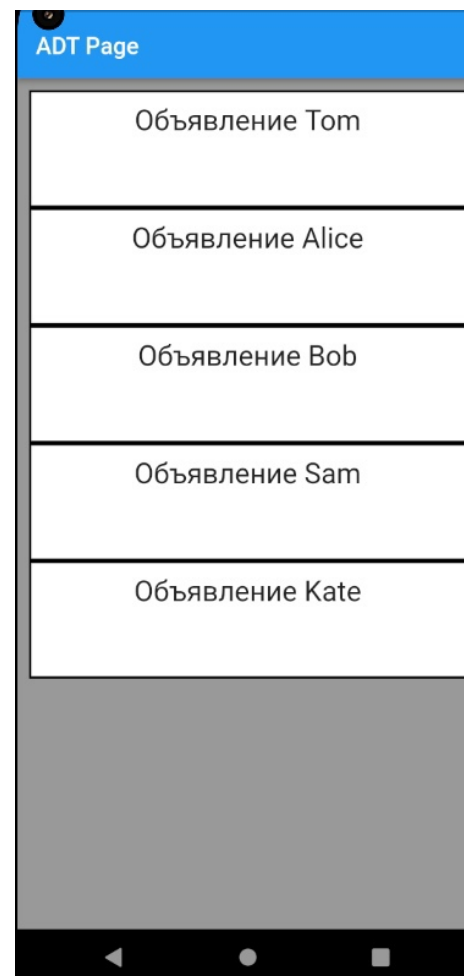 ADT Page
Объявление Tom
Объявление Alice
Объявление Bob
Объявление Sam
Объявление Kate